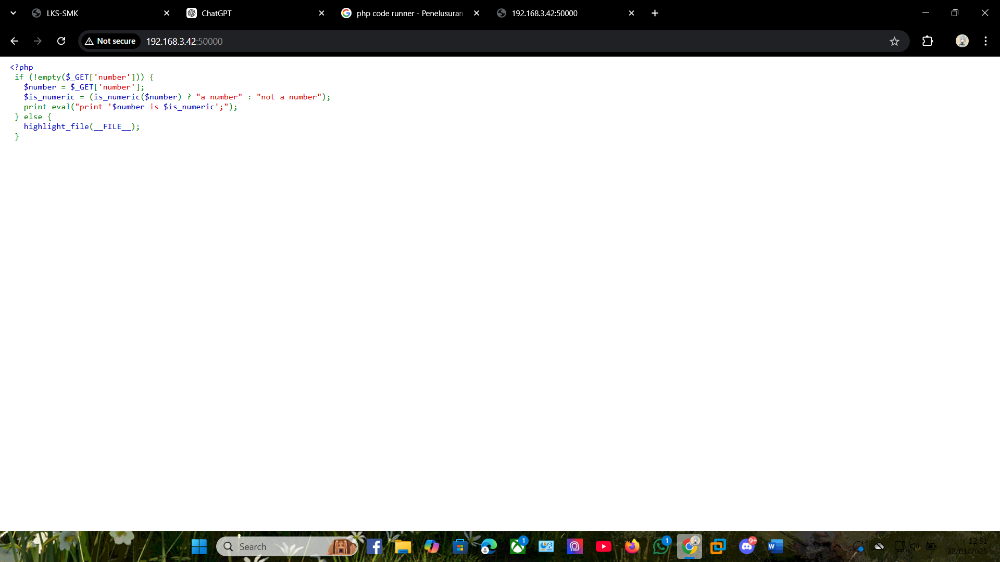 LKS-SMK
ChatGPT
php code runner - Penelusuran
192.168.3.42:50000
Not secure
192.168.3.42:50000
<?php
if (!empty($_GET['number'])) {
$number = $_GET['number'];
$is_numeric = (is_numeric($number) ? "a number" : "not a number");
print eval("print '$number is $is_numeric';");
} else {
highlight_file(__FILE__);
}
Search
1
1
9+
12:51
22/01/2025